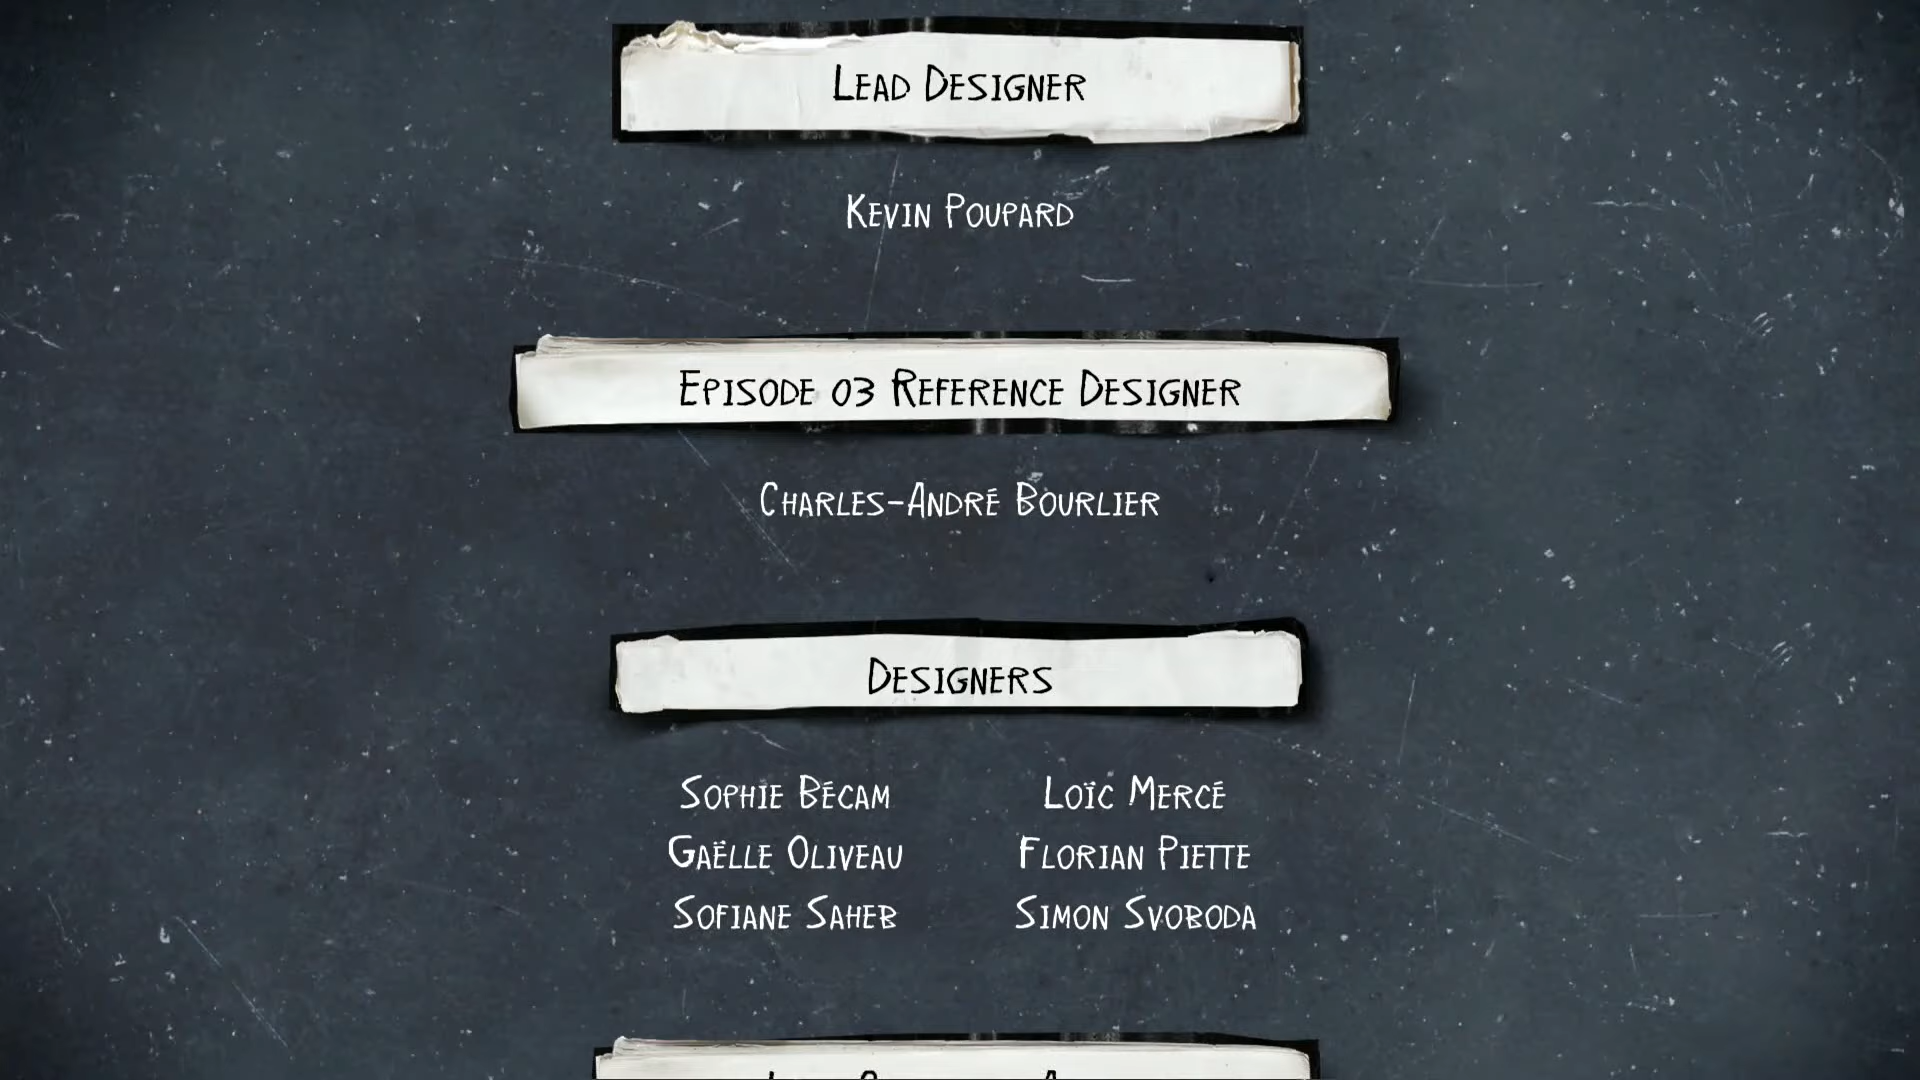 Lead Designer
Kevin Poupard
Episode 03 Reference Designer
Charles-André Bourlier
Designers
Sophie Bécam
Loïc Mercé
Gaëlle Oliveau
Florian Piette
Sofiane Saheb
Simon Svoboda